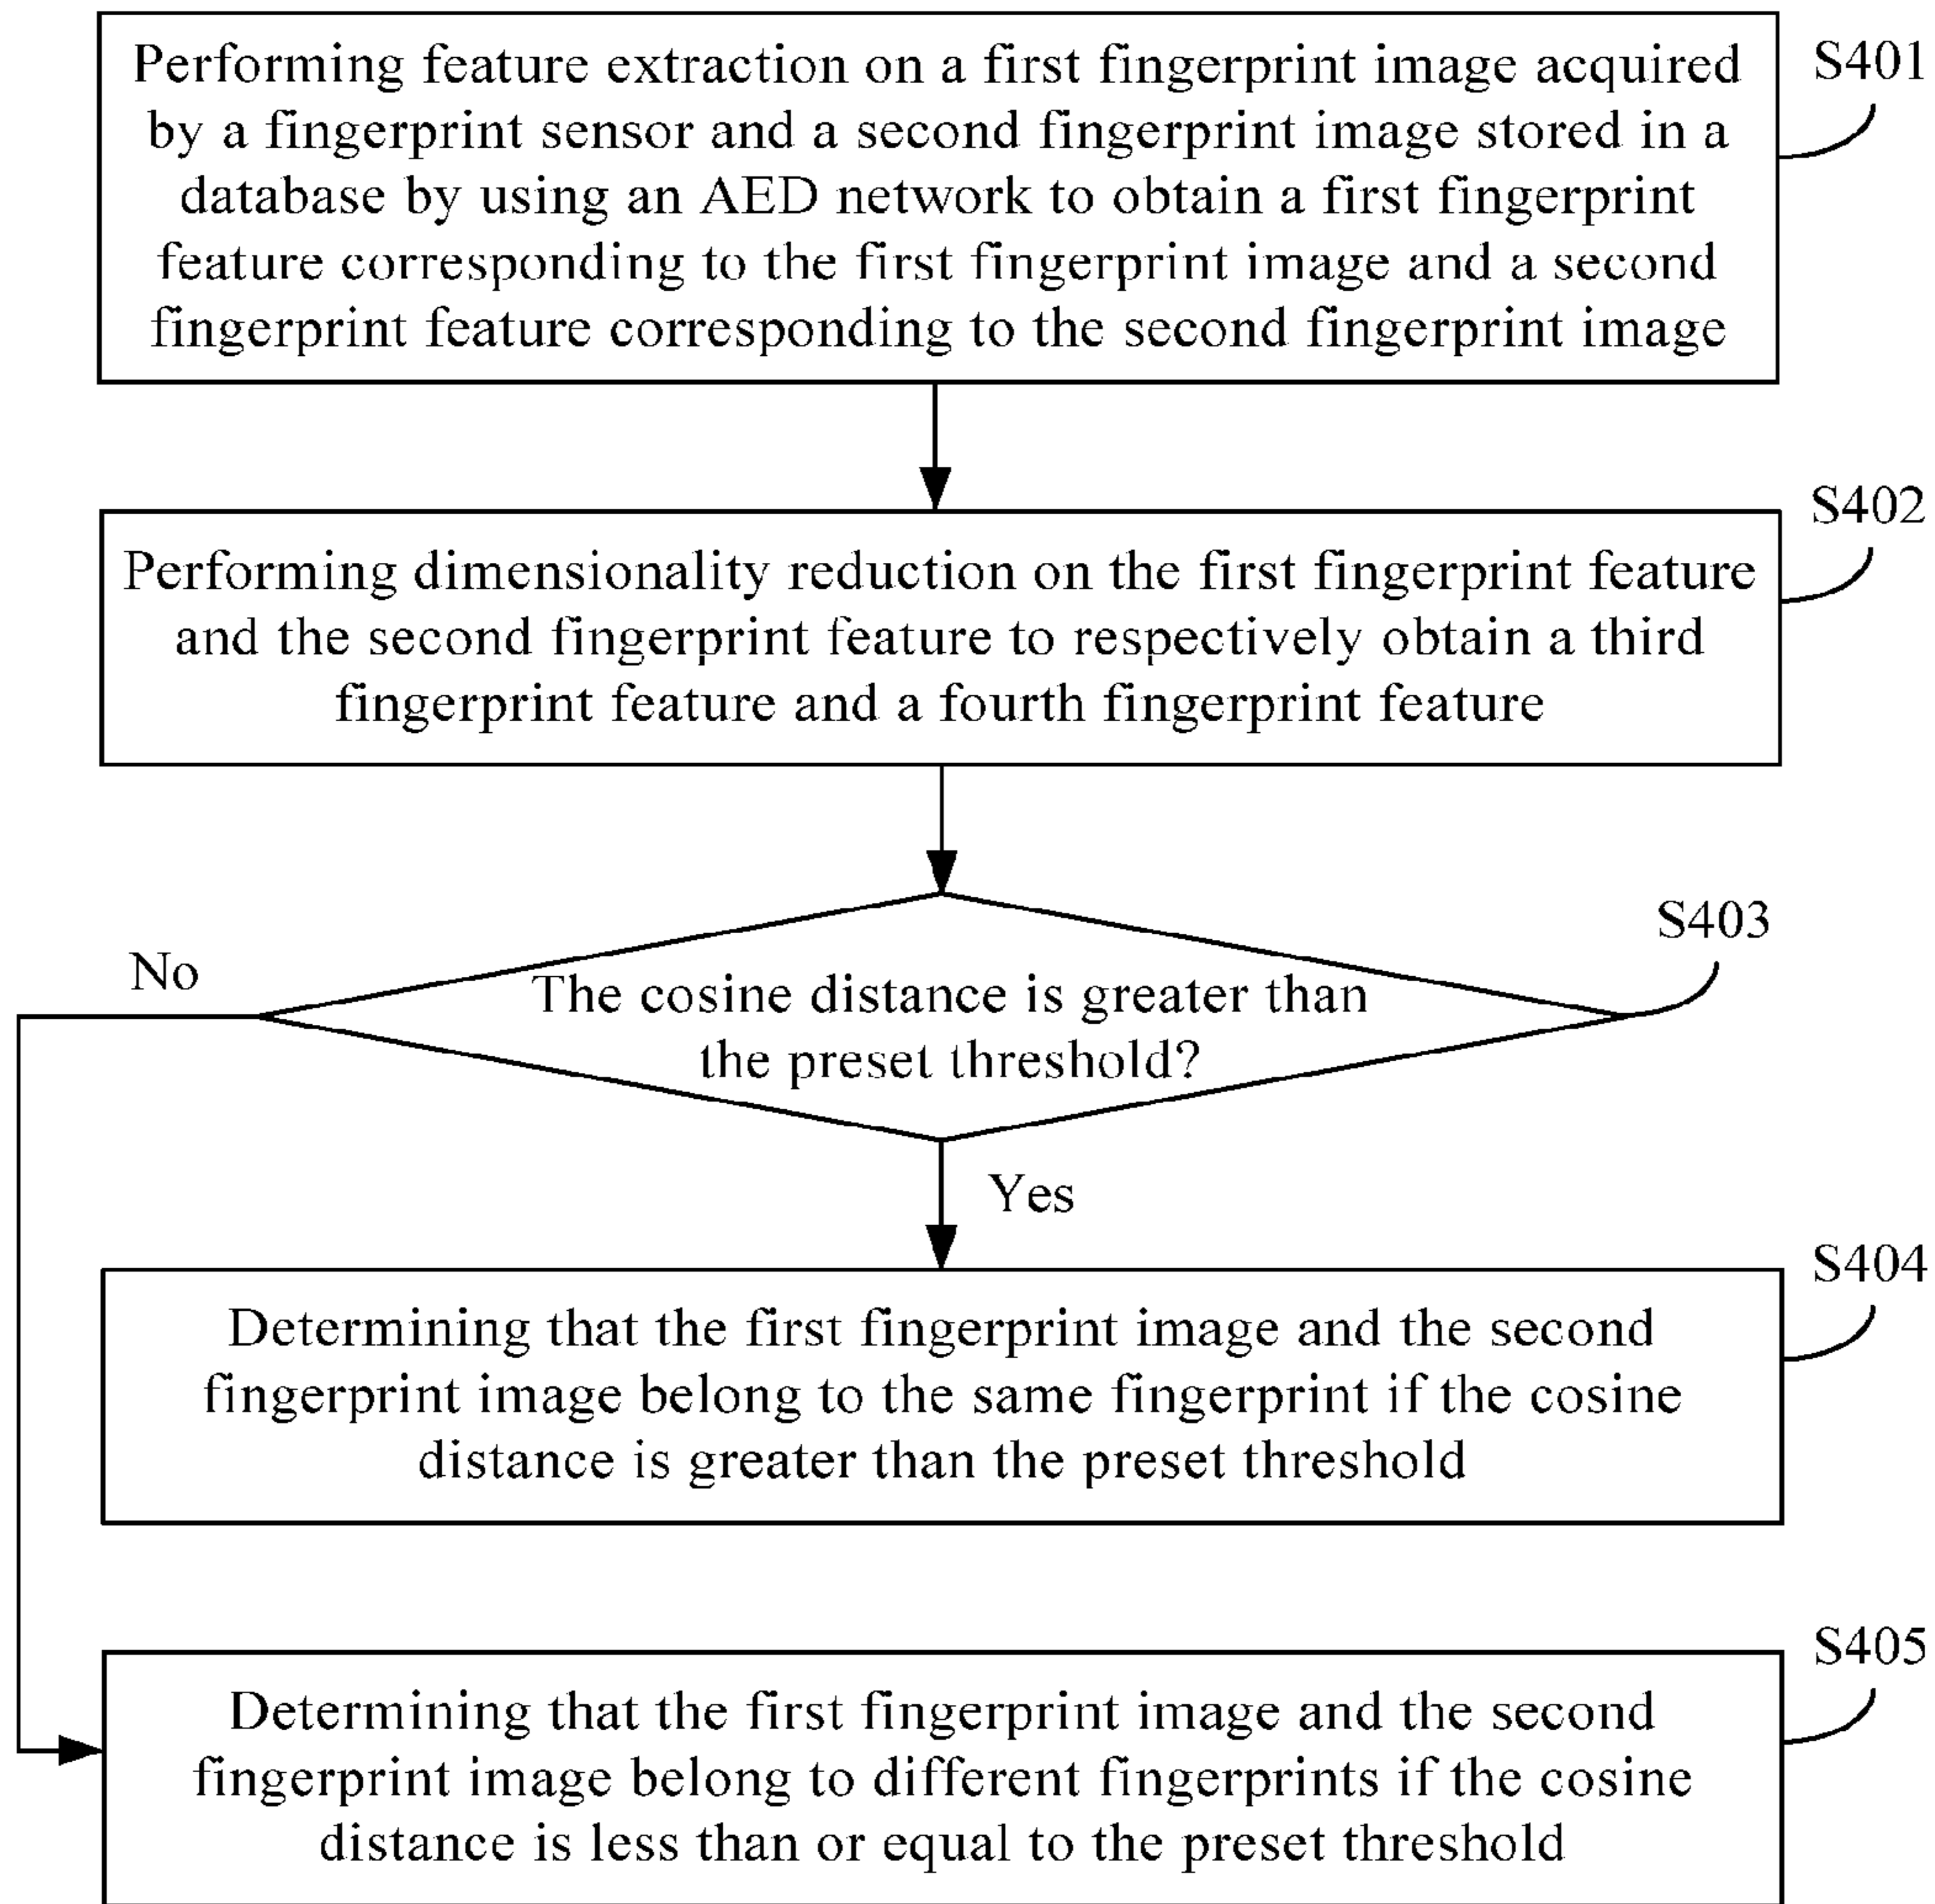 Performing feature extraction on a first fingerprint image acquired
by a fingerprint sensor and a second fingerprint image stored in a
database by using an AED network to obtain a first fingerprint
feature corresponding to the first fingerprint image and a second
fingerprint feature corresponding to the second fingerprint image
S401
Performing dimensionality reduction on the first fingerprint feature
and the second fingerprint feature to respectively obtain a third
fingerprint feature and a fourth fingerprint feature
S402
The cosine distance is greater than
the preset threshold?
S403
No
Yes
Determining that the first fingerprint image and the second
fingerprint image belong to the same fingerprint if the cosine
distance is greater than the preset threshold
S404
Determining that the first fingerprint image and the second
fingerprint image belong to different fingerprints if the cosine
distance is less than or equal to the preset threshold
S405